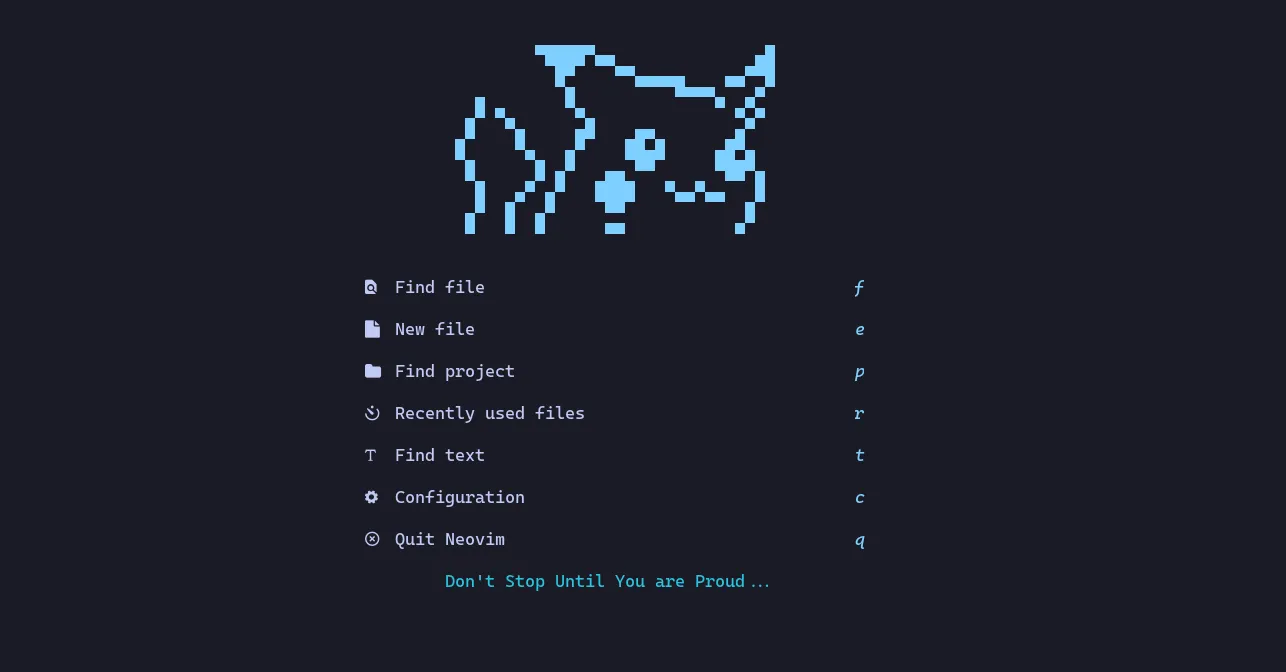 Find file f
New file e
Find project p
Recently used files r
Find text t
Configuration c
Quit Neovim q
Don't Stop Until You are Proud...